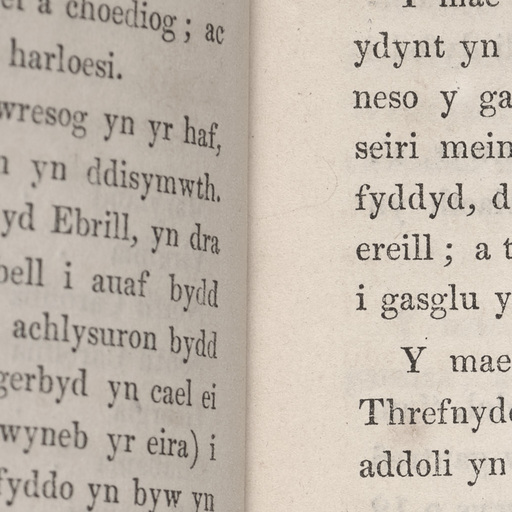 a choediog; ac
harloesi.
wresog yn yr haf,
yn ddisymwth.
yd Ebrill, yn dra
bell i auaf bydd
achlysuron bydd
gerbyd yn cael ei
wyneb yr eira) i
fyddo yn byw yn
Y mae
ydynt yn
neso y ga
seiri mein
fyddyd, d
ereill; a t
i gasglu y
Y mae
Threfnyd
addoli yn